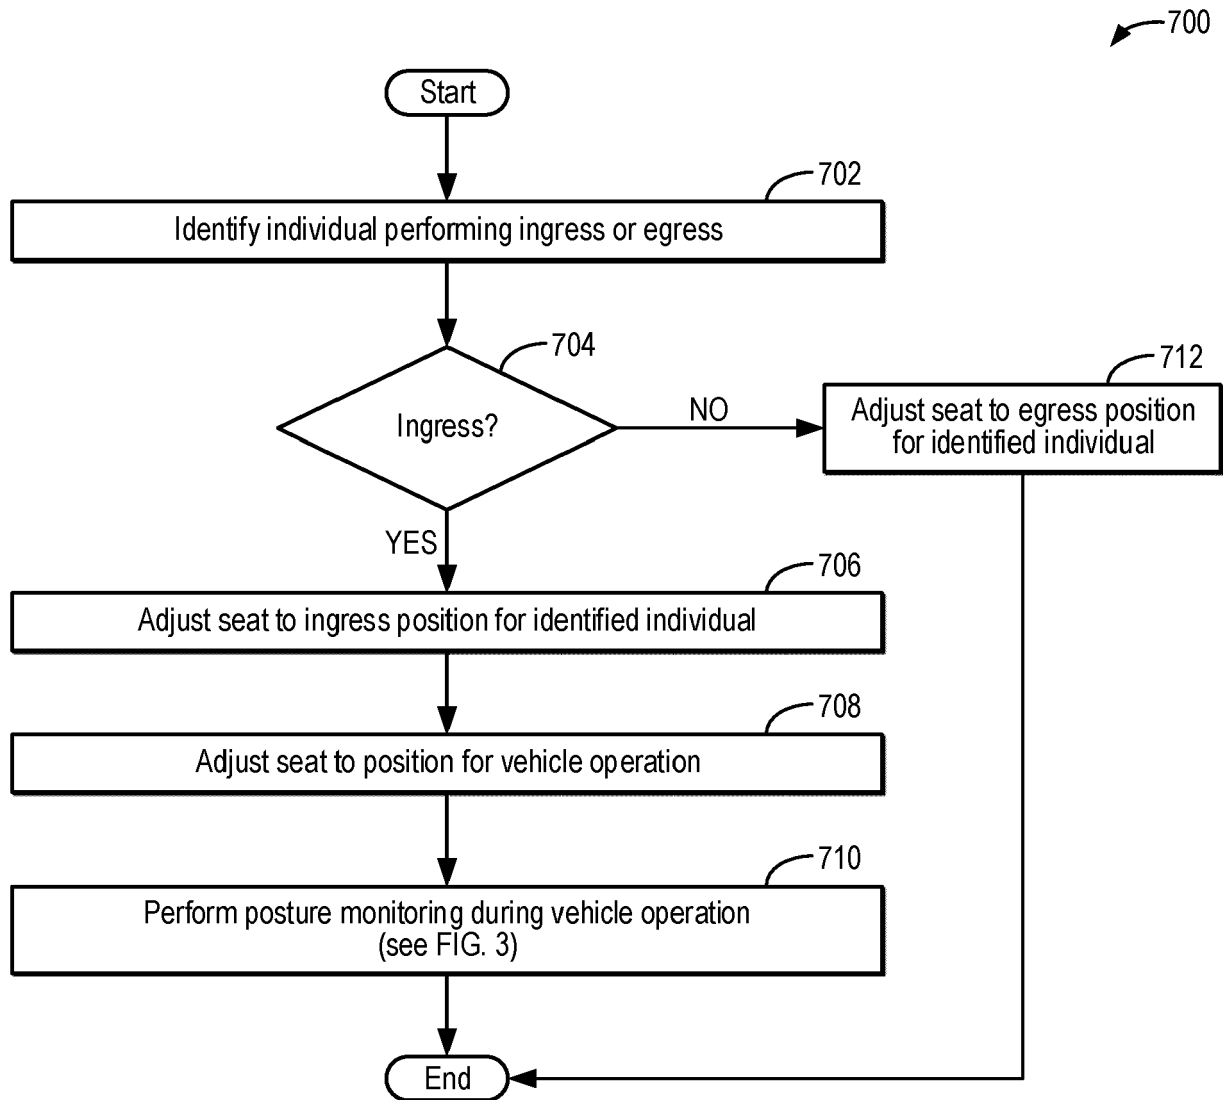 700
Start
702
Identify individual performing ingress or egress
704
Ingress?
NO
712
Adjust seat to egress position
for identified individual
YES
706
Adjust seat to ingress position for identified individual
708
Adjust seat to position for vehicle operation
710
Perform posture monitoring during vehicle operation
(see FIG. 3)
End